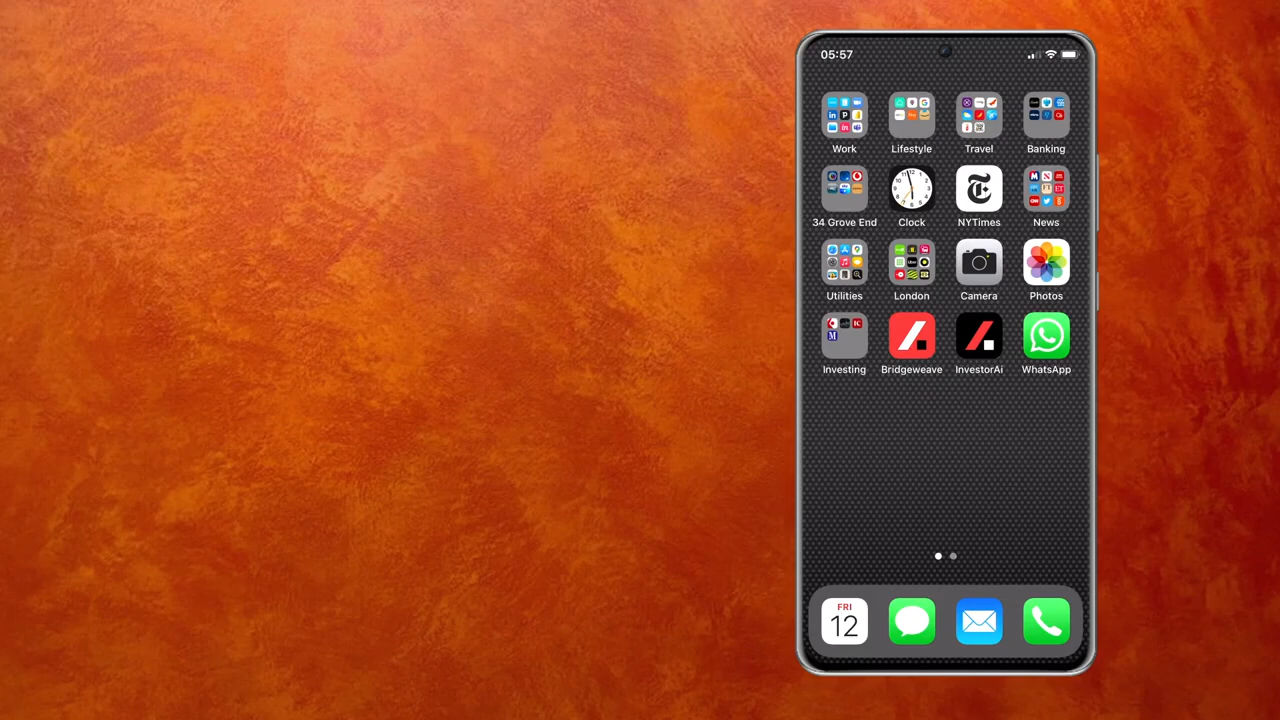 05:57
Work Lifestyle Travel Banking
34 Grove End Clock NYTimes News
Utilities London Camera Photos
Investing Bridgeweave InvestorAi WhatsApp
FRI
12